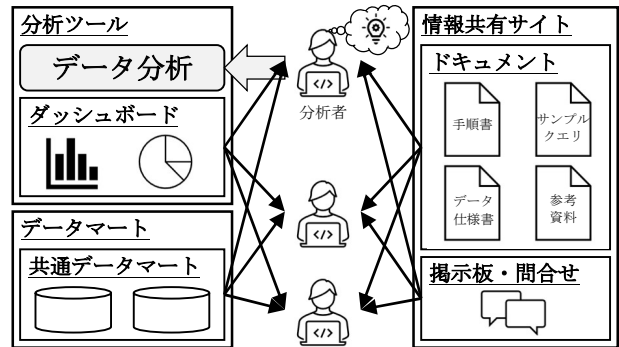 分析ツール
データ分析
ダッシュボード
データマート
共通データマート
</>
分析者
</>
</>
情報共有サイト
ドキュメント
手順書
サンプル
クエリ
データ
仕様書
参考
資料
掲示板・問合せ